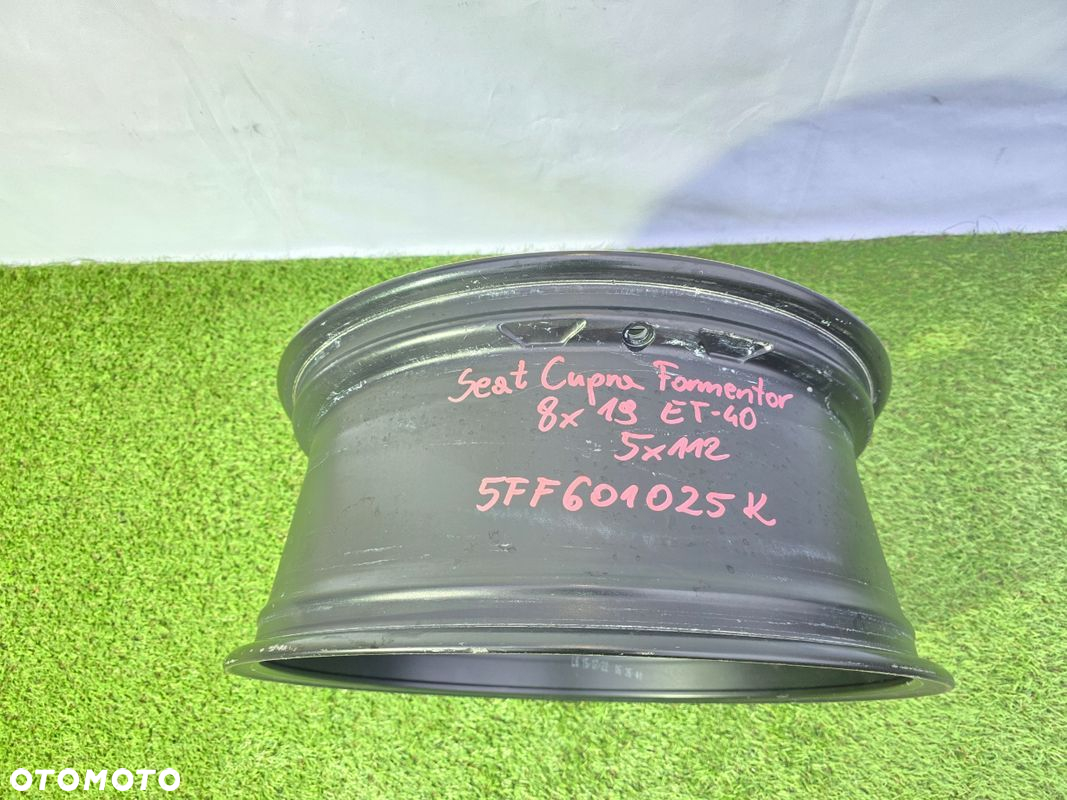 Seat Cupra Formentor
8x19 ET-40
5x112
5FF601025K
OTOMOTO